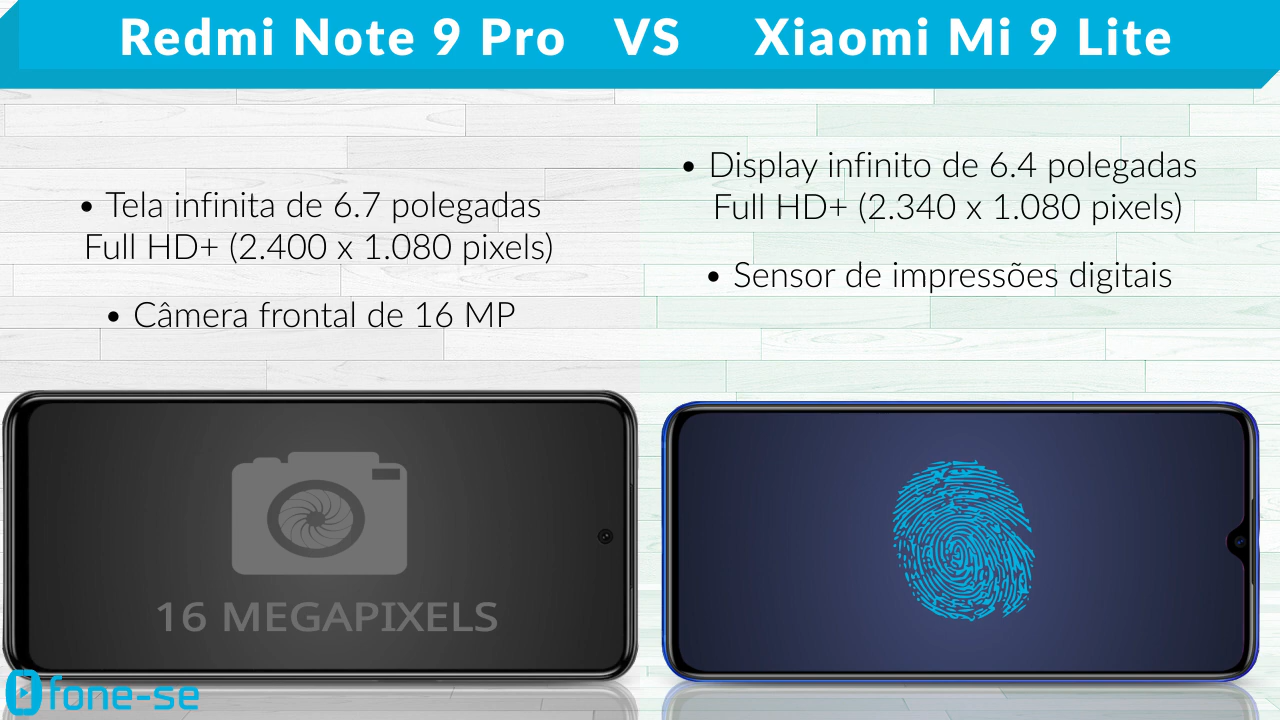 Redmi Note 9 Pro VS Xiaomi Mi 9 Lite
• Tela infinita de 6.7 polegadas
Full HD+ (2.400 x 1.080 pixels)
• Câmera frontal de 16 MP
• Display infinito de 6.4 polegadas
Full HD+ (2.340 x 1.080 pixels)
• Sensor de impressões digitais
16 MEGAPIXELS
fone-se